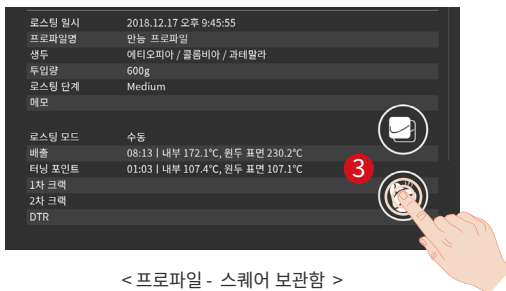 로스팅 일시 2018.12.17 오후 9:45:55
프로파일명 만능 프로파일
생두 에티오피아 / 콜롬비아 / 과테말라
투입량 600g
로스팅 단계 Medium
메모
로스팅 모드 수동
배출 08:13 | 내부 172.1℃, 원두 표면 230.2℃
터닝 포인트 01:03 | 내부 107.4℃, 원두 표면 107.1℃
3
1차 크랙
2차 크랙
DTR
< 프로파일 - 스퀘어 보관함 >